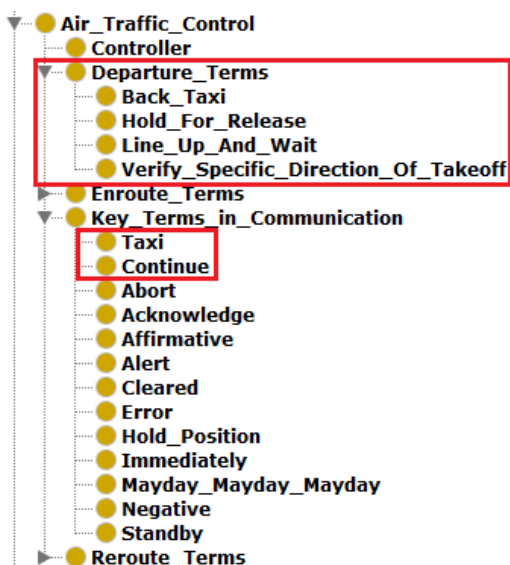 Air_Traffic_Control
Controller
Departure_Terms
Back_Taxi
Hold_For_Release
Line_Up_And_Wait
Verify_Specific_Direction_Of_Takeoff
Enroute_Terms
Key_Terms_in_Communication
Taxi
Continue
Abort
Acknowledge
Affirmative
Alert
Cleared
Error
Hold_Position
Immediately
Mayday_Mayday_Mayday
Negative
Standby
Reroute_Terms